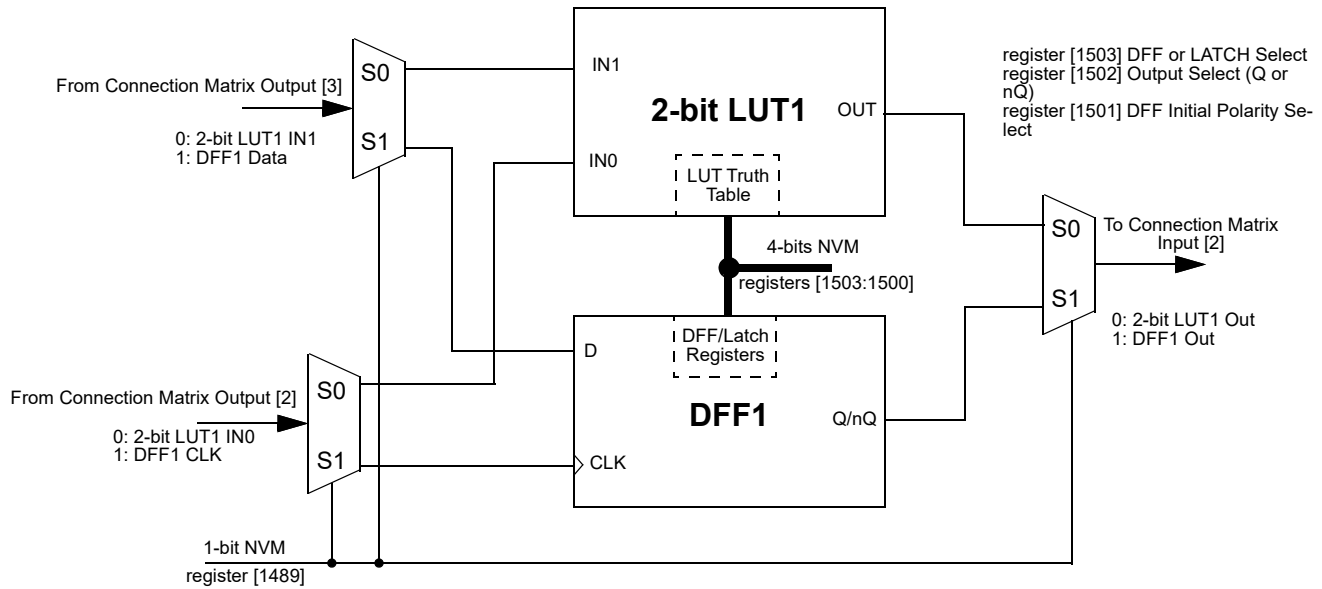 From Connection Matrix Output [3]
0: 2-bit LUT1 IN1
1: DFF1 Data
S0
S1
IN1
IN0
2-bit LUT1
OUT
LUT Truth
Table
register [1503] DFF or LATCH Select
register [1502] Output Select (Q or
nQ)
register [1501] DFF Initial Polarity Se-
lect
4-bits NVM
registers [1503:1500]
S0
S1
To Connection Matrix
Input [2]
0: 2-bit LUT1 Out
1: DFF1 Out
From Connection Matrix Output [2]
0: 2-bit LUT1 IN0
1: DFF1 CLK
S0
S1
D
CLK
DFF/Latch
Registers
DFF1
Q/nQ
1-bit NVM
register [1489]